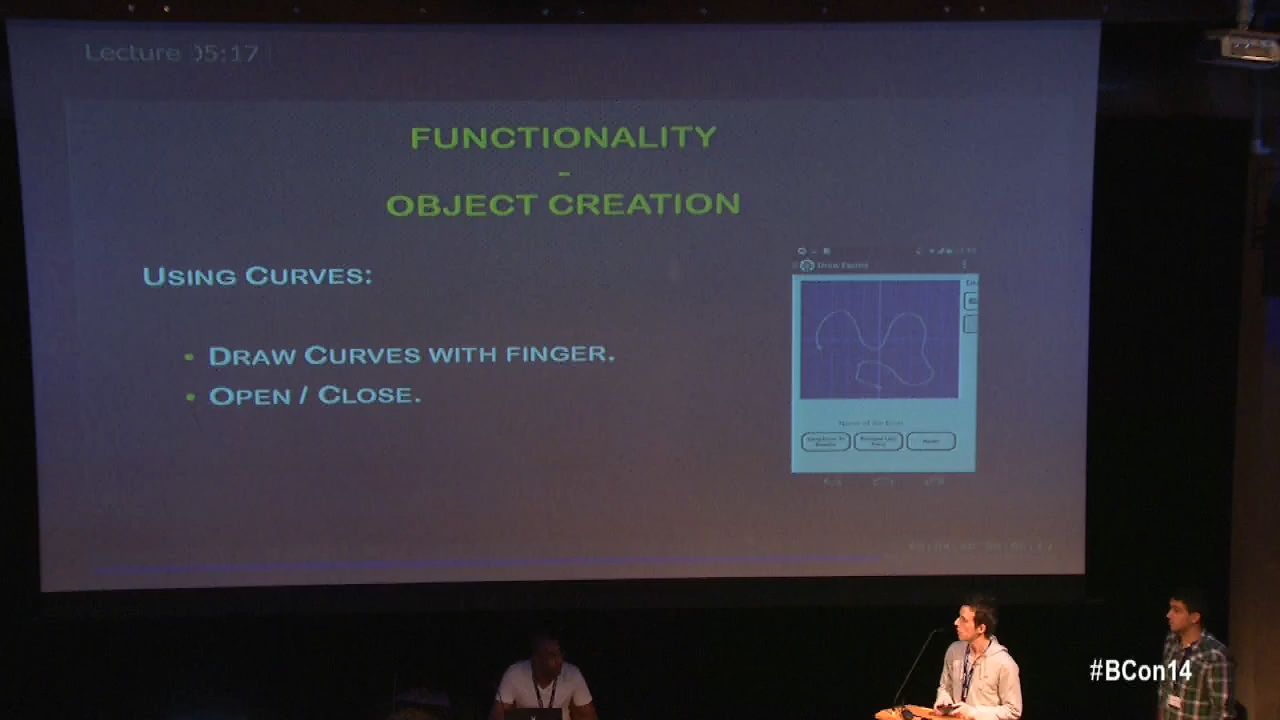 Lecture 05:17
FUNCTIONALITY
-
OBJECT CREATION
USING CURVES:
• DRAW CURVES WITH FINGER.
• OPEN / CLOSE.
#BCon14